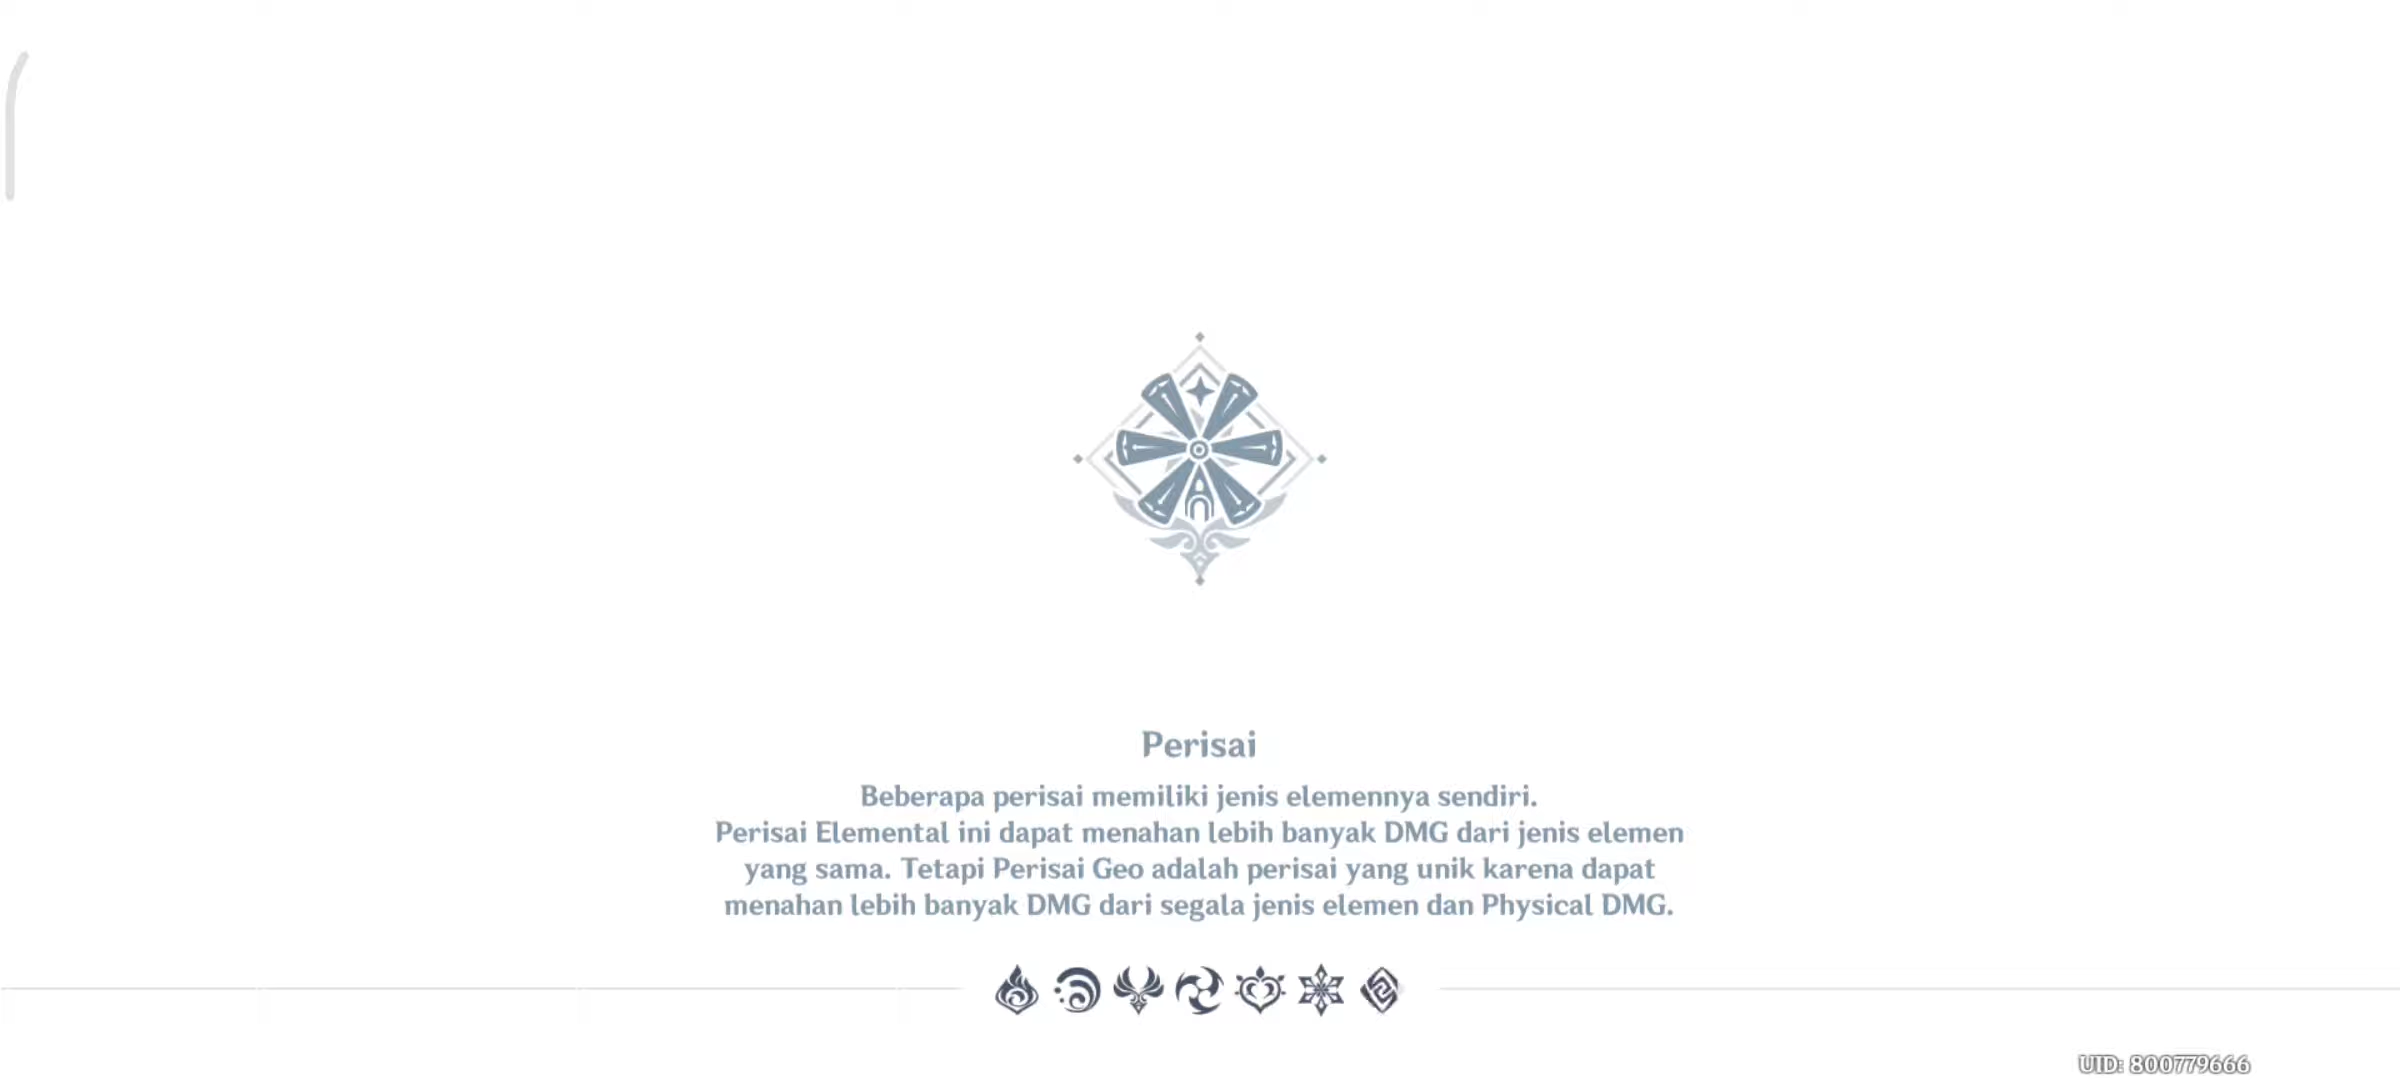 Perisai
Beberapa perisai memiliki jenis elemennya sendiri.
Perisai Elemental ini dapat menahan lebih banyak DMG dari jenis elemen
yang sama. Tetapi Perisai Geo adalah perisai yang unik karena dapat
menahan lebih banyak DMG dari segala jenis elemen dan Physical DMG.
UID: 800779666